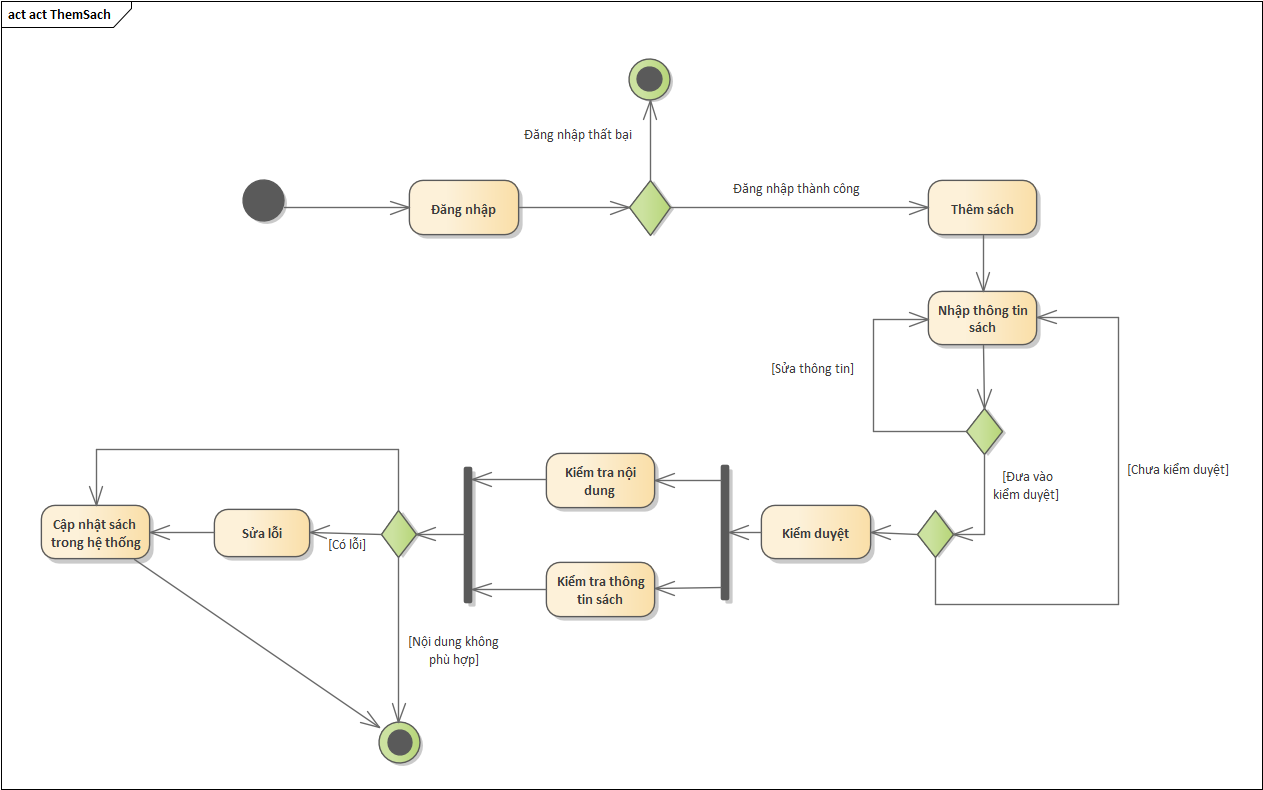 act act ThemSach
Đăng nhập thất bại
Đăng nhập thành công
Đăng nhập
Thêm sách
Nhập thông tin
sách
[Sửa thông tin]
[Đưa vào
kiểm duyệt]
[Chưa kiểm duyệt]
Kiểm tra nội
dung
Kiểm duyệt
Cập nhật sách
trong hệ thống
Sửa lỗi
[Có lỗi]
Kiểm tra thông
tin sách
[Nội dung không
phù hợp]